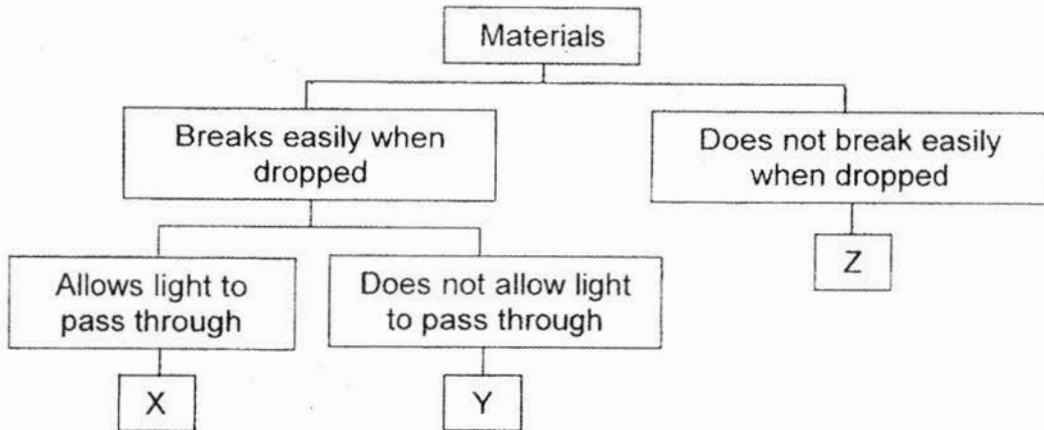 Materials
Breaks easily when
dropped
Does not break easily
when dropped
Z
Allows light to
pass through
Does not allow light
to pass through
X
Y